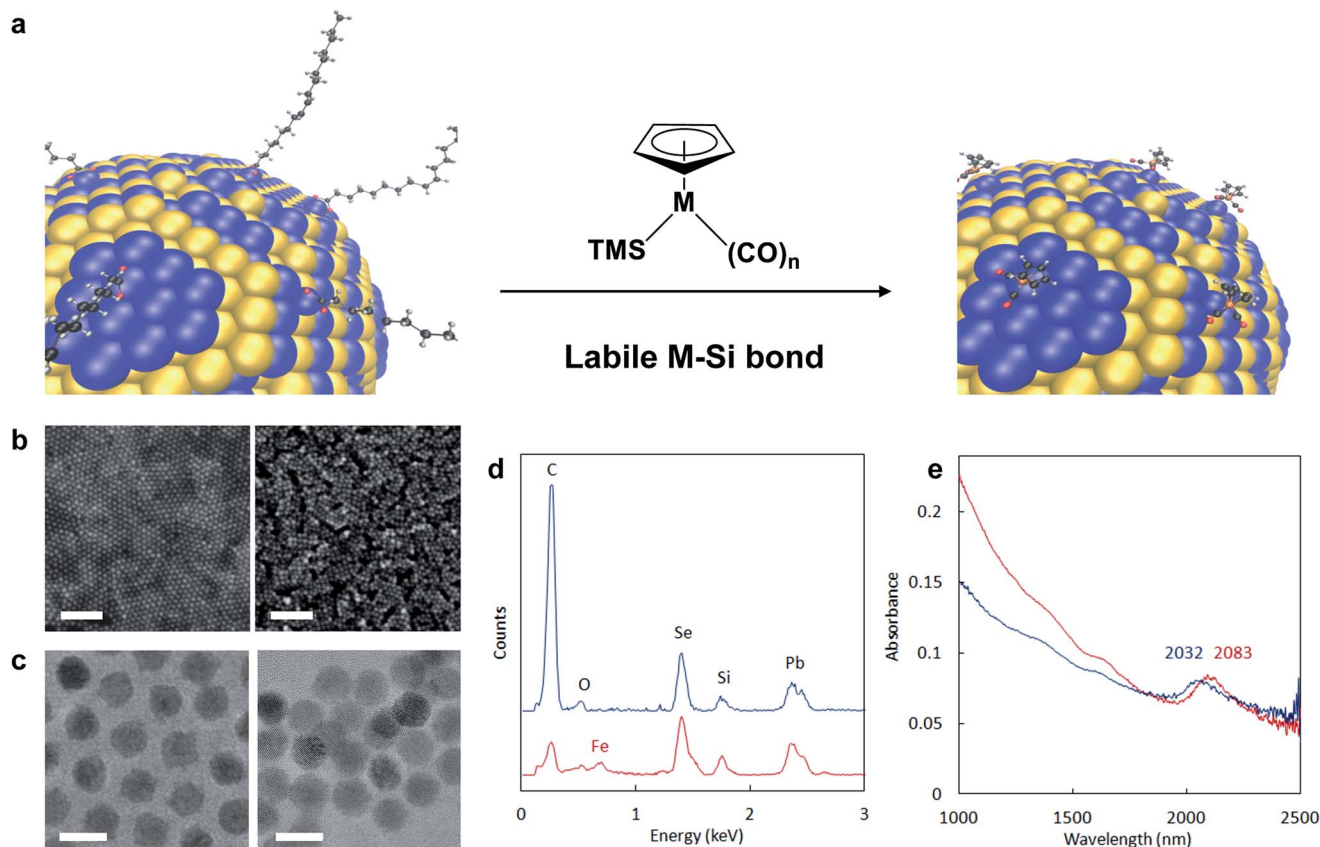 a
M
TMS
(CO)n
Labile M-Si bond
b
c
d
Counts
C
O
Se
Si
Pb
Fe
0
1
2
3
Energy (keV)
e
Absorbance
0.2
0.15
0.1
0.05
0
2032 2083
1000
1500
2000
2500
Wavelength (nm)